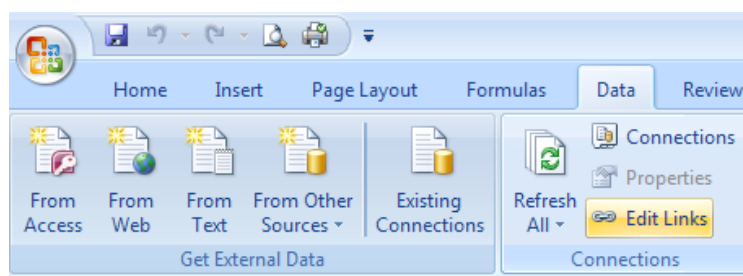 Home Insert Page Layout Formulas Data Review
From Access
From Web
From Text
From Other Sources
Existing Connections
Get External Data
Refresh All
Connections
Properties
Edit Links
Connections